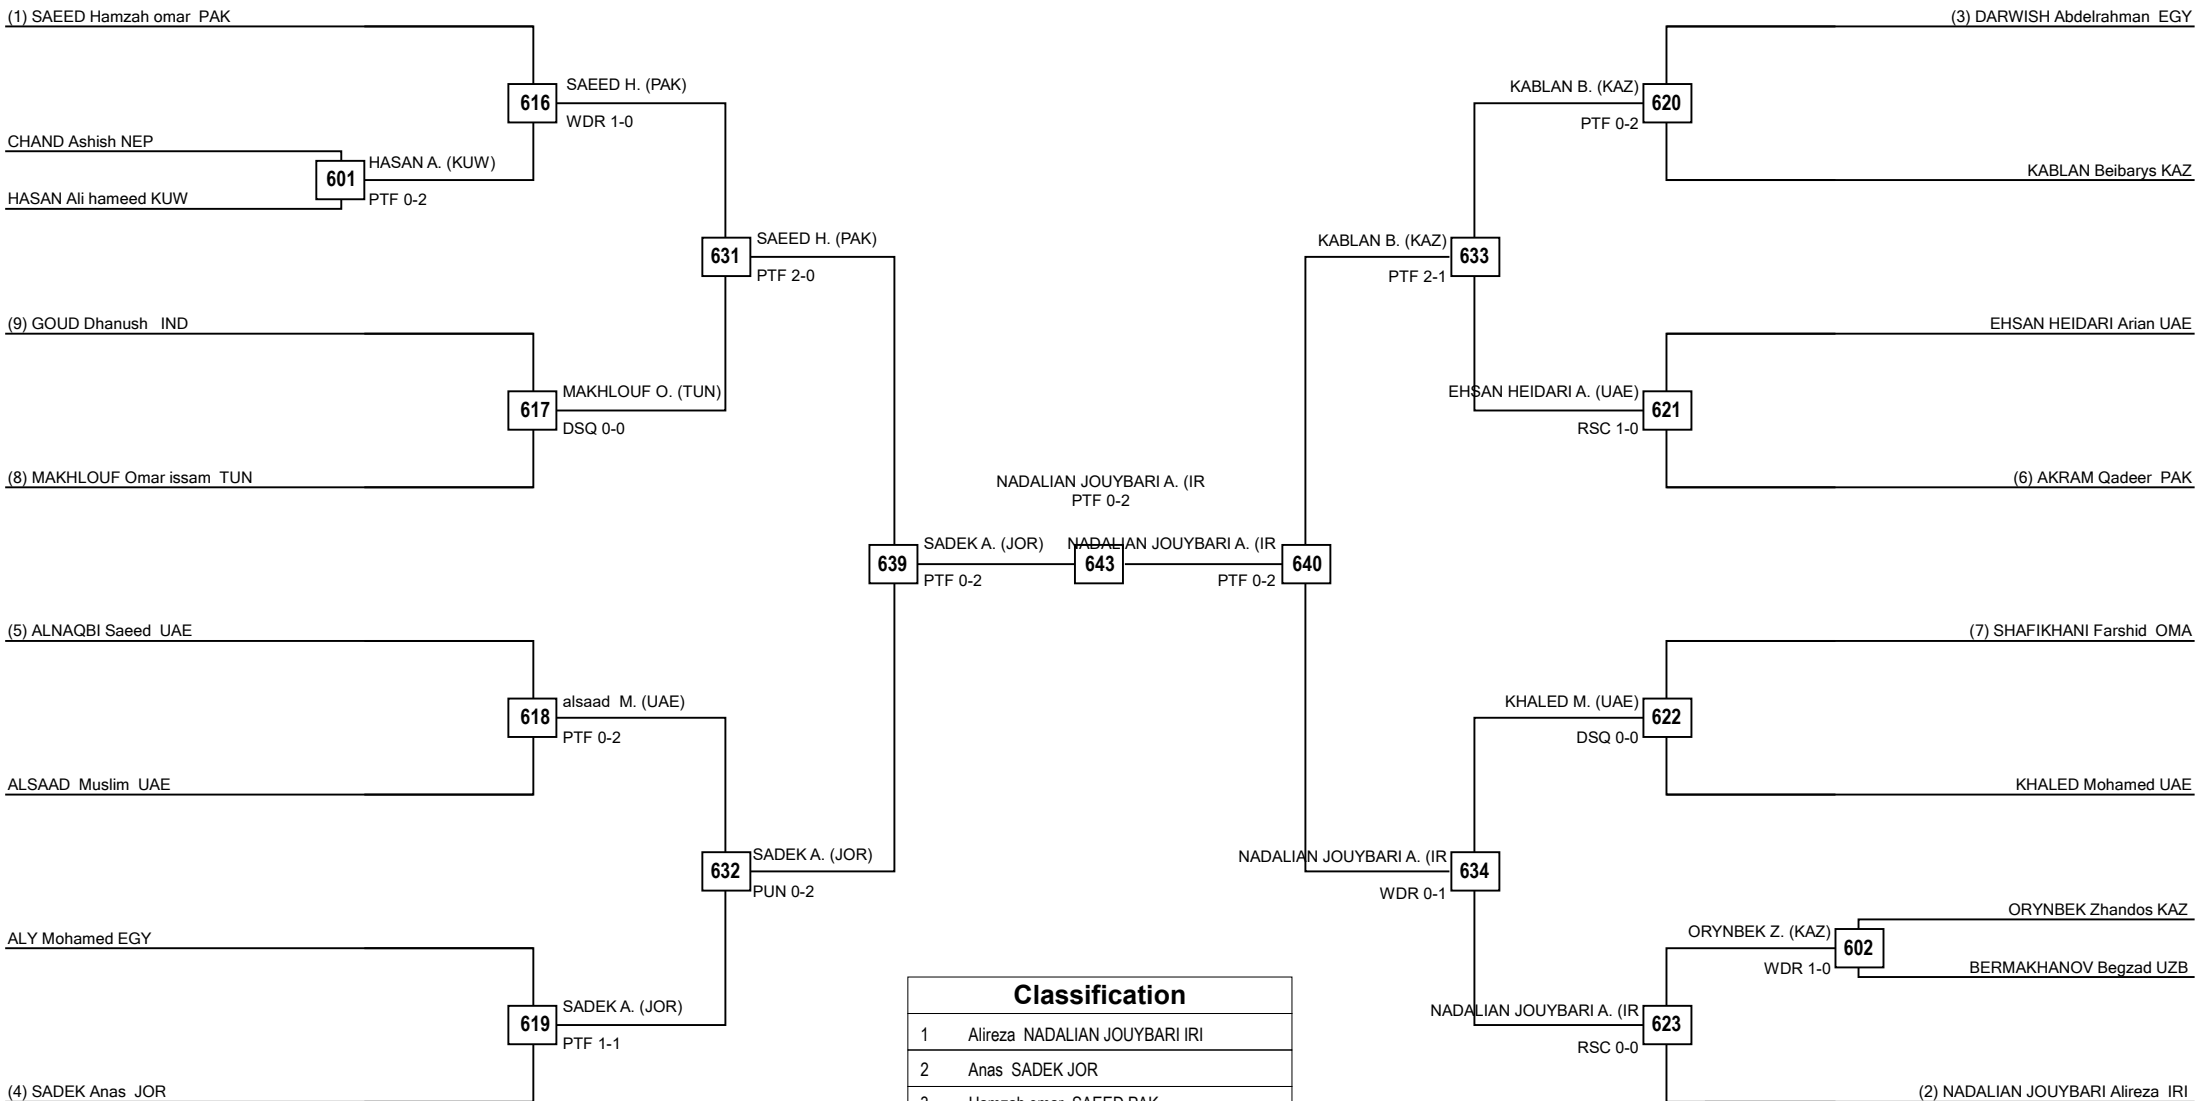 (1) SAEED Hamzah omar PAK
(3) DARWISH Abdelrahman EGY
SAEED H. (PAK)
616
WDR 1-0
KABLAN B. (KAZ)
620
PTF 0-2
CHAND Ashish NEP
HASAN A. (KUW)
601
PTF 0-2
HASAN Ali hameed KUW
KABLAN Beibarys KAZ
SAEED H. (PAK)
631
PTF 2-0
KABLAN B. (KAZ)
633
PTF 2-1
(9) GOUD Dhanush IND
EHSAN HEIDARI Arian UAE
MAKHLOUF O. (TUN)
617
DSQ 0-0
EHSAN HEIDARI A. (UAE)
621
RSC 1-0
(8) MAKHLOUF Omar issam TUN
(6) AKRAM Qadeer PAK
NADALIAN JOUYBARI A. (IR
PTF 0-2
SADEK A. (JOR)
639
PTF 0-2
643
NADALIAN JOUYBARI A. (IR
640
PTF 0-2
(5) ALNAQBI Saeed UAE
(7) SHAFIKHANI Farshid OMA
alsaad M. (UAE)
618
PTF 0-2
KHALED M. (UAE)
622
DSQ 0-0
ALSAAD Muslim UAE
KHALED Mohamed UAE
SADEK A. (JOR)
632
PUN 0-2
NADALIAN JOUYBARI A. (IR
634
WDR 0-1
ALY Mohamed EGY
ORYNBEK Zhandos KAZ
ORYNBEK Z. (KAZ)
602
WDR 1-0
BERMAKHANOV Begzad UZB
SADEK A. (JOR)
619
PTF 1-1
NADALIAN JOUYBARI A. (IR
623
RSC 0-0
(4) SADEK Anas JOR
(2) NADALIAN JOUYBARI Alireza IRI
Classification
1 Alireza NADALIAN JOUYBARI IRI
2 Anas SADEK JOR
3 Hamzah omar SAEED PAK